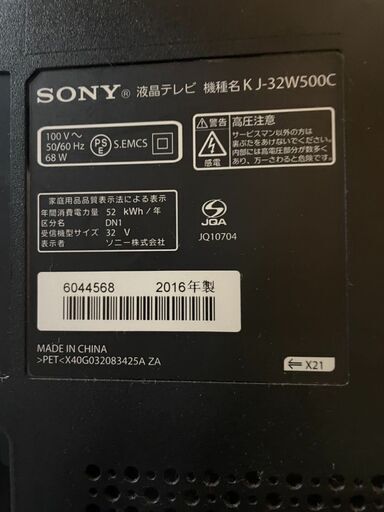 SONY® 液晶テレビ 機種名 KJ-32W500C
100 V～
50/60 Hz
68 W
PSE
S.EMCS
警告 高圧注意
サービスマン以外の方は
裏ぶたをあけないでください。
内部には高電圧部分が数多く
あり、万一さわると危険です。
感電
家庭用品品質表示法による表示
年間消費電力量 52 kWh/年
区分名 DN1
受信機型サイズ 32 V
表示者 ソニー株式会社
JQA
JQ10704
6044568 2016年製
MADE IN CHINA
>PET<X40G032083425A ZA
X21